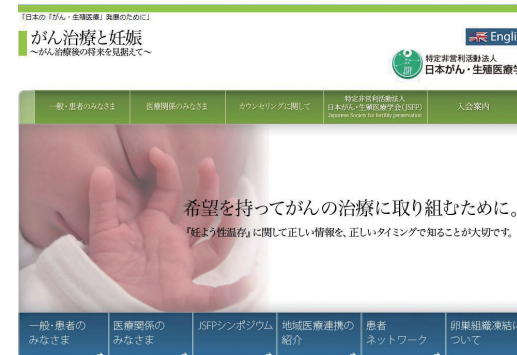 「日本の「がん・生殖医療」発展のために」
がん治療と妊娠
～がん治療後の将来を見据えて～
Engli
特定非営利活動法人
日本がん・生殖医療学
一般・患者のみなさま
医療関係のみなさま
カウンセリングに関して
特定非営利活動法人
日本がん・生殖医療学会(JSFP)
Japanese Society for fertility preservation
入会案内
希望を持ってがんの治療に取り組むために。
『妊よう性温存』に関して正しい情報を、正しいタイミングで知ることが大切です。
一般・患者の
みなさま
医療関係の
みなさま
JSFPシンポジウム
地域医療連携の
紹介
患者
ネットワーク
卵巣組織凍結に
ついて